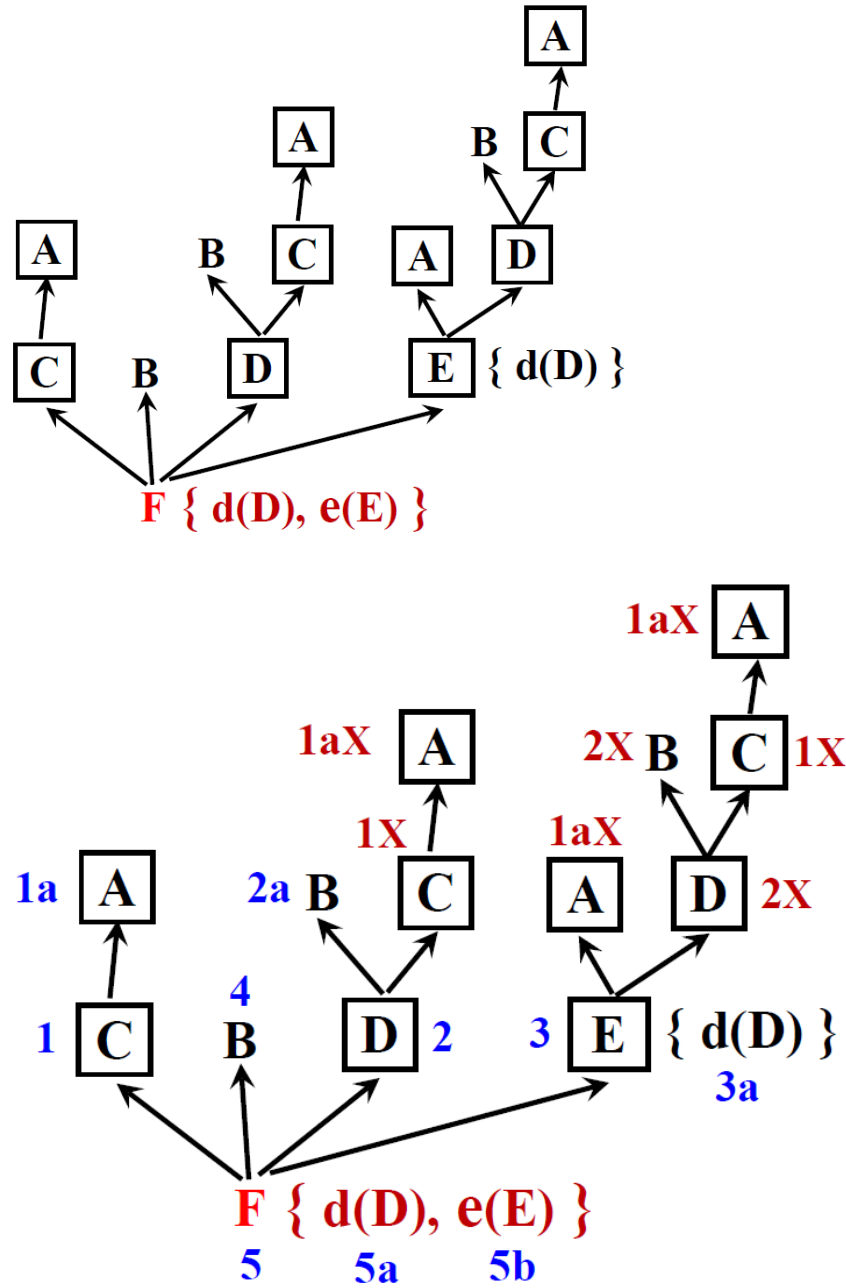 A
A
B
C
A
B
C
A
D
C
B
D
E { d(D) }
F { d(D), e(E) }
1aX A
1aX A
2X B C 1X
1X
1aX
1a A
2a B
C
A
D 2X
4
1 C
B
D 2
3 E { d(D) }
3a
F { d(D), e(E) }
5 5a 5b